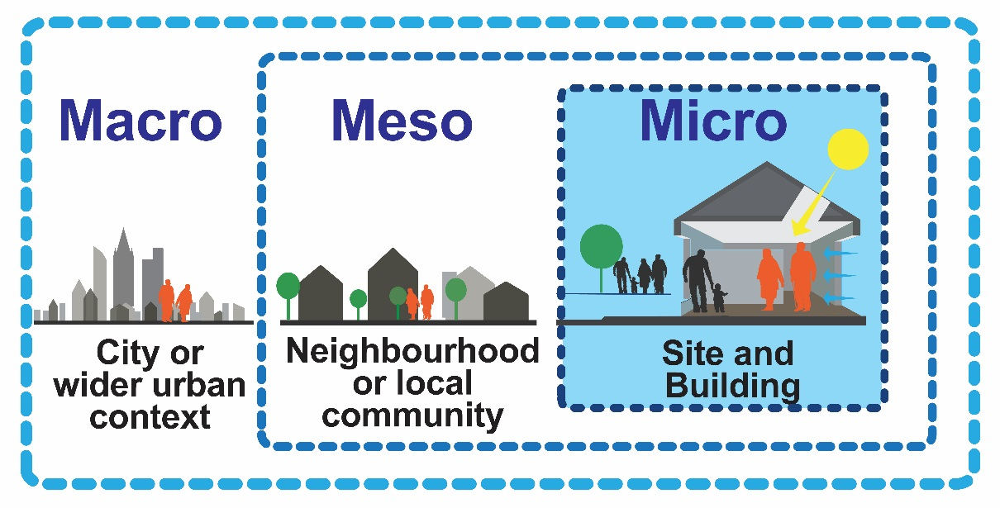 Macro
City or
wider urban
context
Meso
Neighbourhood
or local
community
Micro
Site and
Building